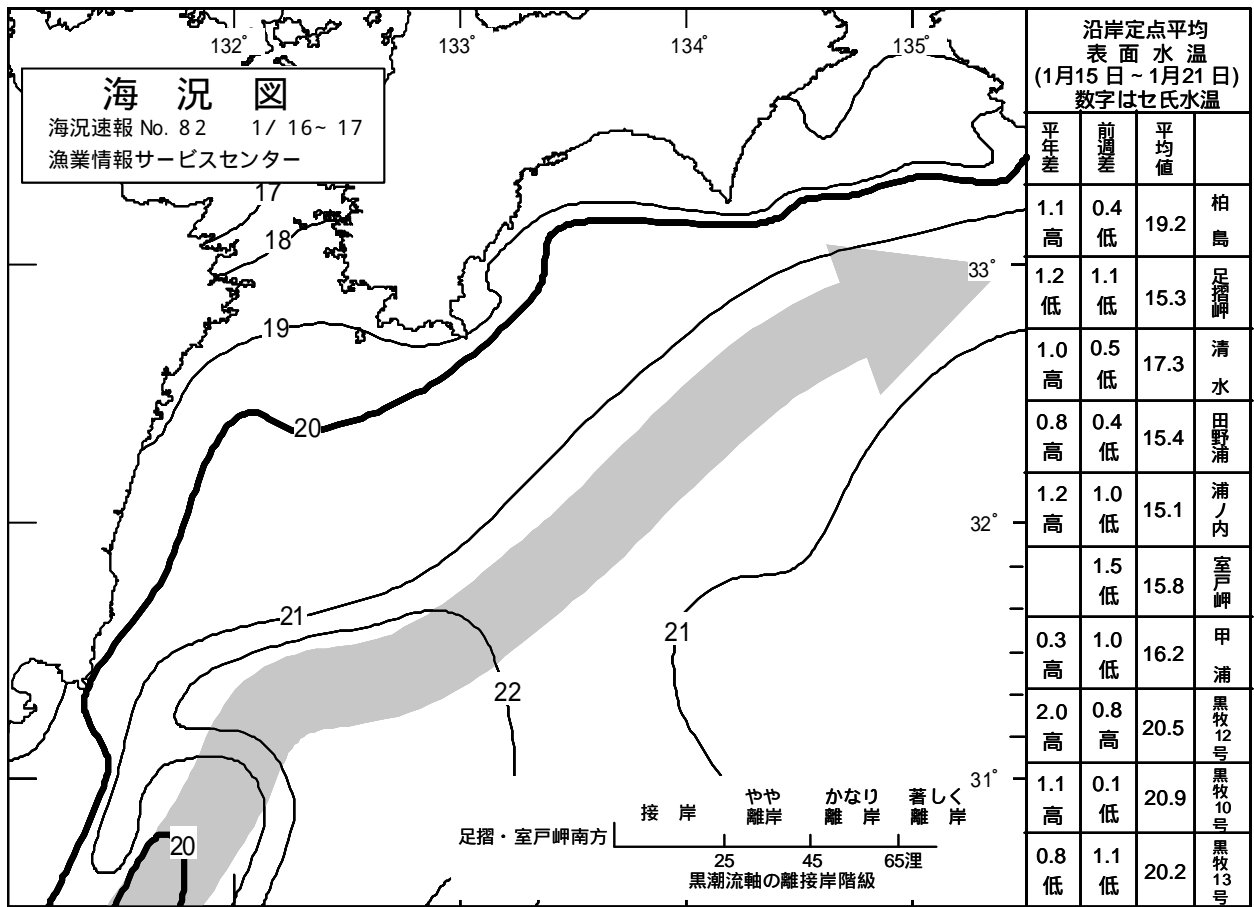 132°
133°
134°
135°
海 況 図
海況速報 No. 82 1/ 16~ 17
漁業情報サービスセンター
17
18
19
20
21
22
21
20
33°
32°
31°
接 岸
やや
離岸
かなり
離 岸
著しく
離 岸
足摺・室戸岬南方
25 45 65浬
黒潮流軸の離接岸階級
沿岸定点平均
表 面 水 温
(1月15 日 ~ 1月21 日)
数字はセ氏水温
平年差 前週差 平均値
1.1 高 0.4 低 19.2 柏島
1.2 低 1.1 低 15.3 足摺岬
1.0 高 0.5 低 17.3 清水
0.8 高 0.4 低 15.4 田野浦
1.2 高 1.0 低 15.1 浦ノ内
1.5 低 15.8 室戸岬
0.3 高 1.0 低 16.2 甲浦
2.0 高 0.8 高 20.5 黒牧12号
1.1 高 0.1 低 20.9 黒牧10号
0.8 低 1.1 低 20.2 黒牧13号